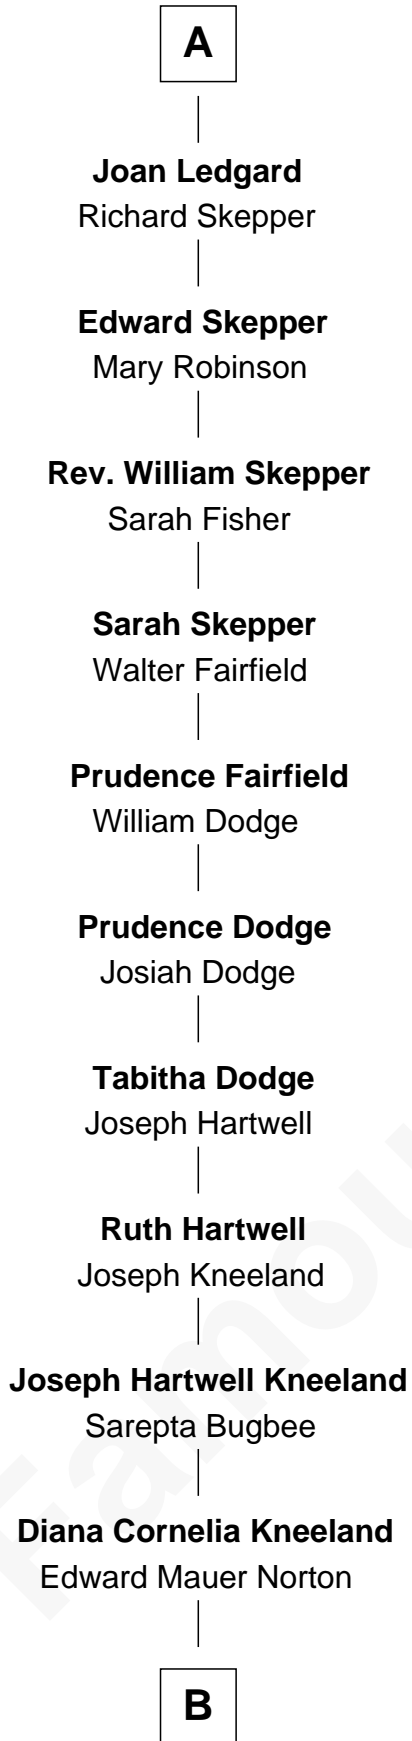 A
Joan Ledgard
Richard Skepper
Edward Skepper
Mary Robinson
Rev. William Skepper
Sarah Fisher
Sarah Skepper
Walter Fairfield
Prudence Fairfield
William Dodge
Prudence Dodge
Josiah Dodge
Tabitha Dodge
Joseph Hartwell
Ruth Hartwell
Joseph Kneeland
Joseph Hartwell Kneeland
Sarepta Bugbee
Diana Cornelia Kneeland
Edward Mauer Norton
B